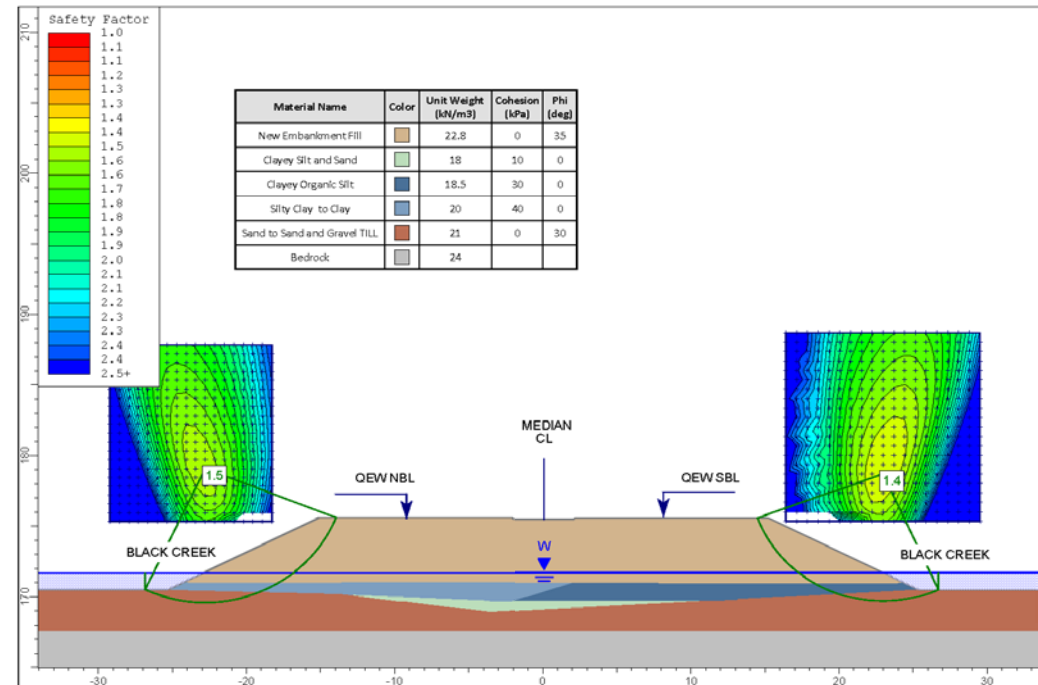 Safety Factor
1.0
1.1
1.1
1.2
1.3
1.3
1.4
1.4
1.5
1.6
1.6
1.7
1.8
1.8
1.9
1.9
2.0
2.1
2.1
2.2
2.3
2.3
2.4
2.4
2.5+
Material Name Color Unit Weight (kN/m3) Cohesion (kPa) Phi (deg)
New Embankment Fill 22.8 0 35
Clayey Silt and Sand 18 10 0
Clayey Organic Silt 18.5 30 0
Silty Clay to Clay 20 40 0
Sand to Sand and Gravel TILL 21 0 30
Bedrock 24
210
200
190
180
170
MEDIAN
CL
QEW NBL
QEW SBL
1.5
1.4
BLACK CREEK
W
BLACK CREEK
-30 -20 -10 0 10 20 30